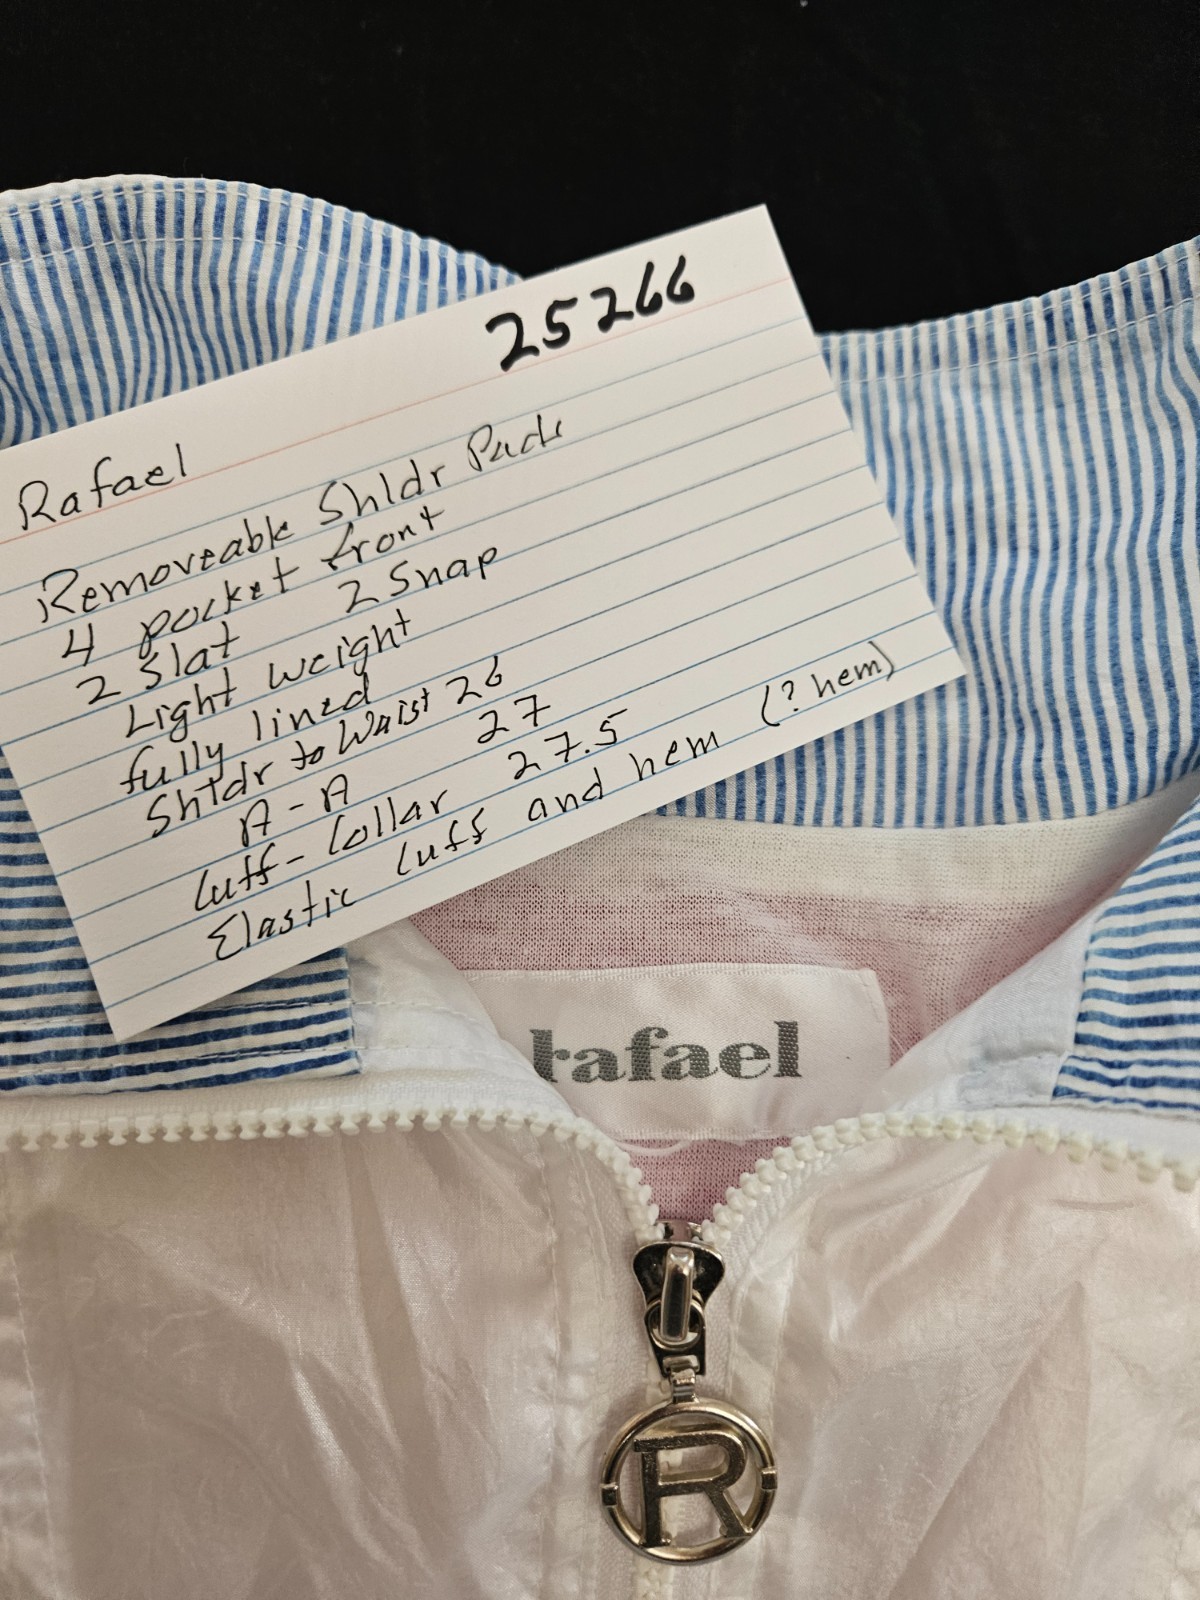 25266
Rafael
Removeable Shldr Pads
4 pocket front
2 Slat 2 Snap
Light weight
fully lined
Shldr to Waist 26
A-A 27
Cuff-Collar 27.5
Elastic Cuff and hem (? hem)
rafael
R